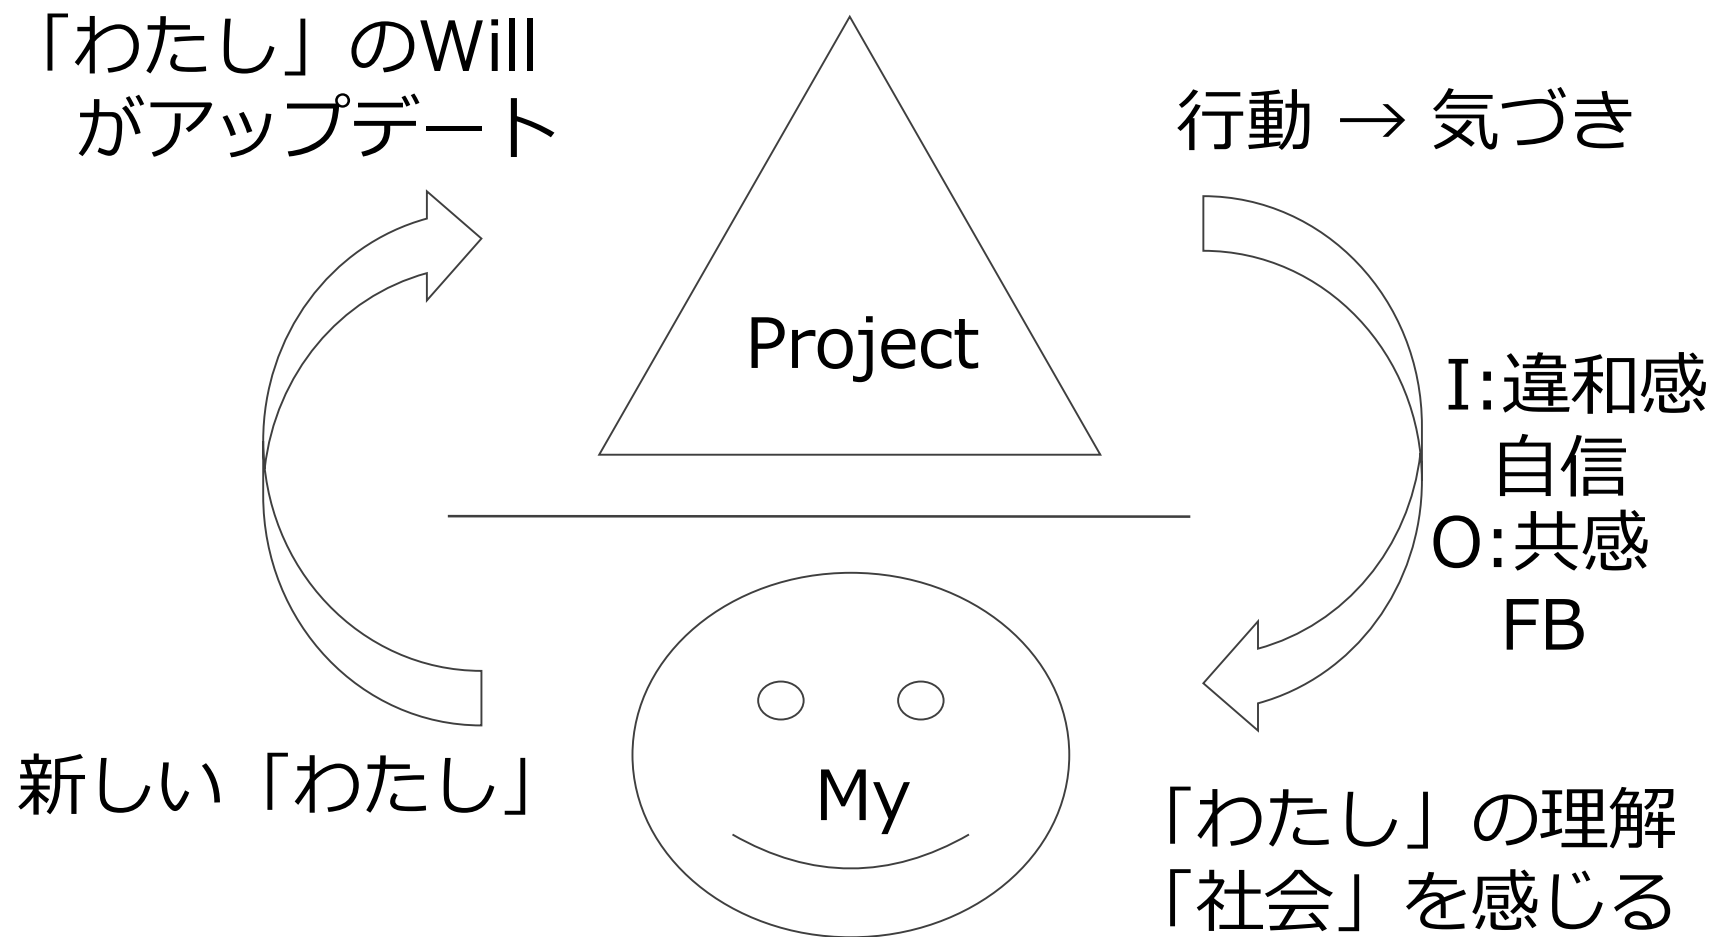 「わたし」のWill
がアップデート
行動 → 気づき
Project
I:違和感
自信
O:共感
FB
My
新しい「わたし」
「わたし」の理解
「社会」を感じる